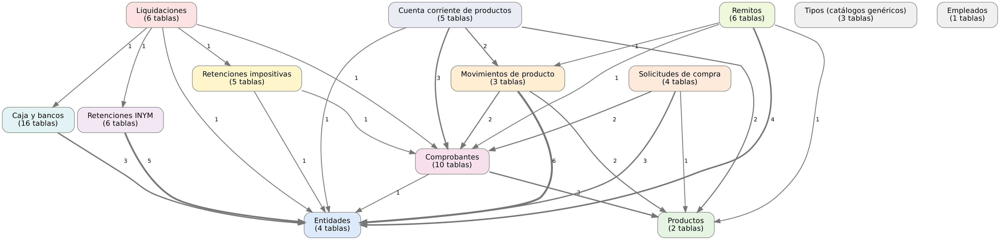 Liquidaciones
(6 tablas)
Cuenta corriente de productos
(5 tablas)
Remitos
(6 tablas)
Tipos (catálogos genéricos)
(3 tablas)
Empleados
(1 tablas)
1
1
1
2
1
Retenciones impositivas
(5 tablas)
Movimientos de producto
(3 tablas)
Solicitudes de compra
(4 tablas)
1
3
1
Caja y bancos
(16 tablas)
Retenciones INYM
(6 tablas)
1
1
1
2
2
2
4
1
Comprobantes
(10 tablas)
3
5
1
6
2
3
1
1
3
Entidades
(4 tablas)
Productos
(2 tablas)